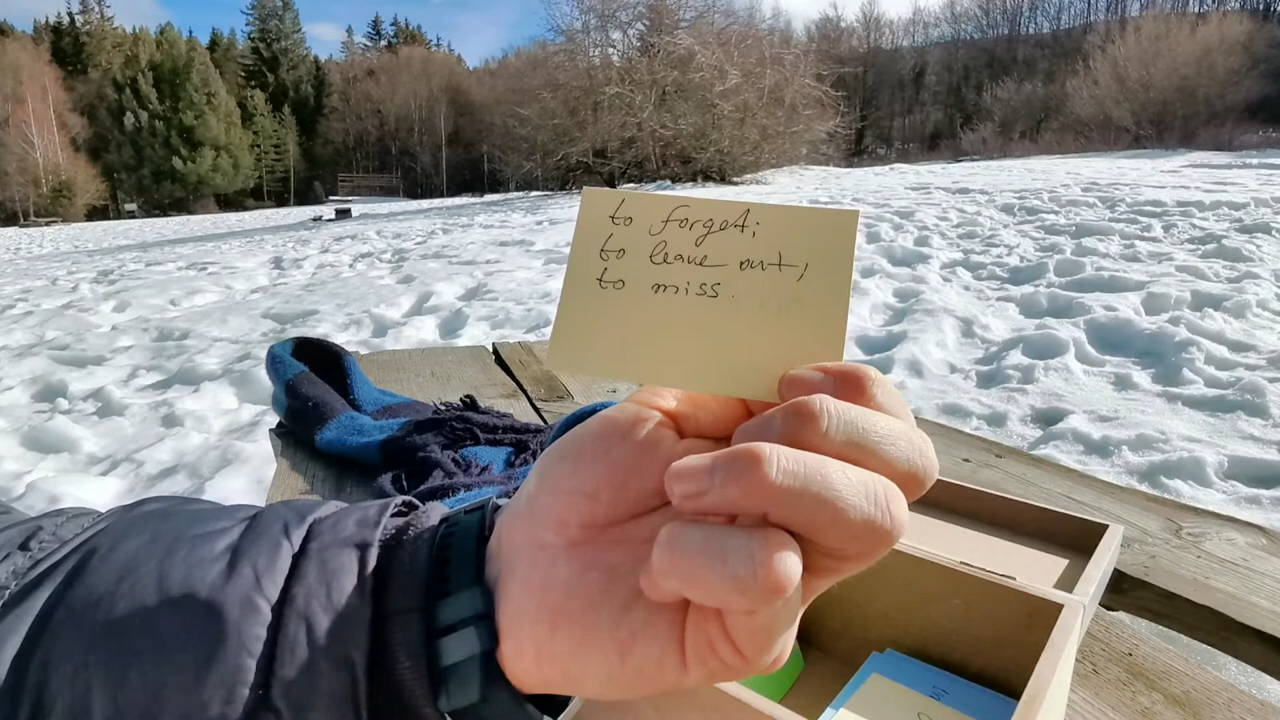 to forget;
to leave out,
to miss.